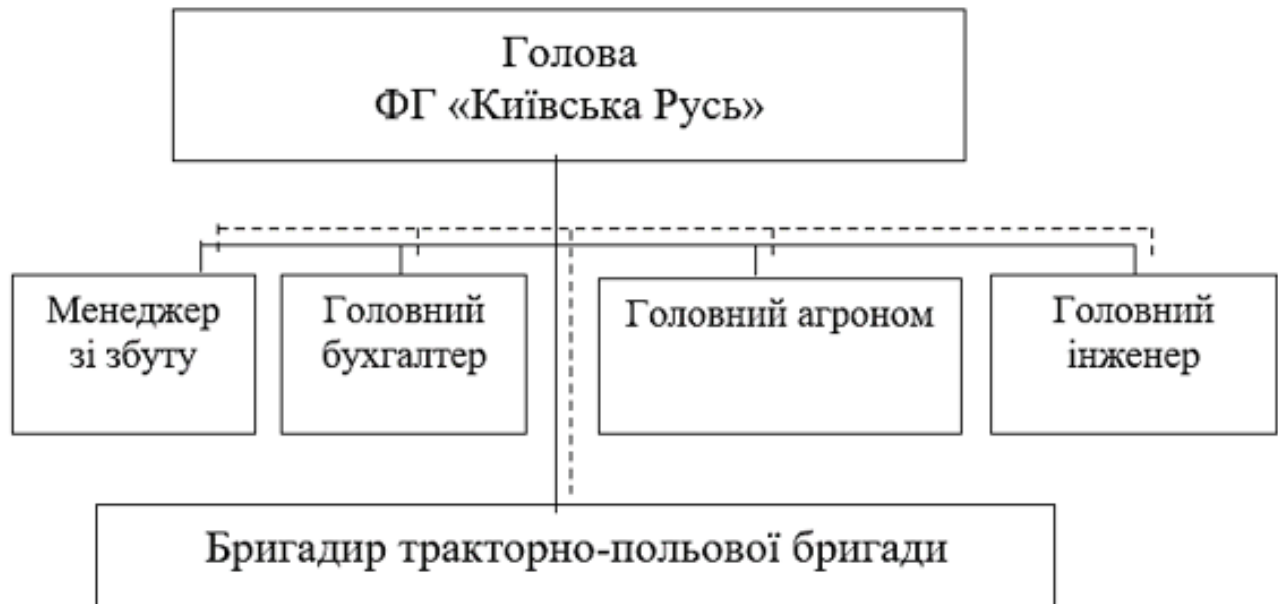 Голова
ФГ «Київська Русь»
Менеджер
зі збуту
Головний
бухгалтер
Головний агроном
Головний
інженер
Бригадир тракторно-польової бригади